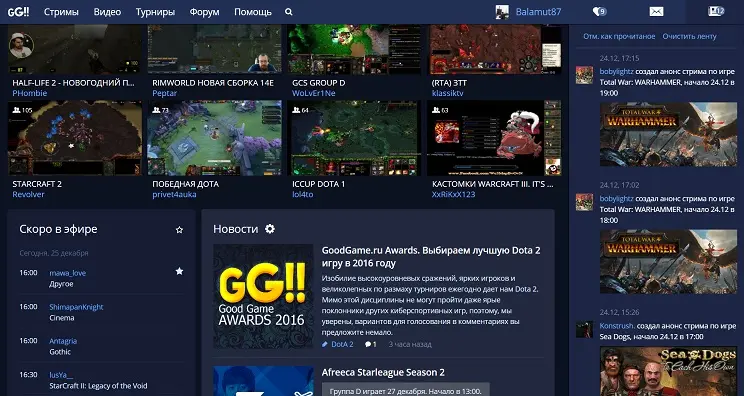 GG!! Стримы Видео Турниры Форум Помощь Balamut87 9 12
HALF-LIFE 2 - НОВОГОДНИЙ П...
PHombie
RIMWORLD НОВАЯ СБОРКА 14E
Peptar
GCS GROUP D
WoLvEr1Ne
(RTA) ЗТТ
klassiktv
105
73
64
63
STARCRAFT 2
Revolver
ПОБЕДНАЯ ДОТА
privet4auka
ICCUP DOTA 1
lol4to
КАСТОМКИ WARCRAFT III. IT'S ...
XxRiKxX123
Скоро в эфире
Сегодня, 25 декабря
16:00 mawa_love
Другое
16:00 ShimapanKnight
Cinema
16:00 Antagria
Gothic
16:30 lusYa__
StarCraft II: Legacy of the Void
Новости
GG!!
Good Game
AWARDS 2016
GoodGame.ru Awards. Выбираем лучшую Dota 2
игру в 2016 году
Изобилие высокоуровневых сражений, ярких игроков и
великолепных по размаху турниров ежегодно дает нам Dota 2.
Мимо этой дисциплины не могут пройти даже ярые
поклонники других киберспортивных игр, поэтому, мы
уверены, вариантов для голосования в комментариях вы
предложите немало.
DotA 2 1 3 часа назад
Afreeca Starleague Season 2
Группа D играет 27 декабря. Начало в 13:00.
Отм. как прочитаное Очистить ленту
24.12, 17:15
bobylightz создал анонс стрима по игре
Total War: WARHAMMER, начало 24.12 в
19:00
TOTAL WAR
WARHAMMER
24.12, 17:02
bobylightz создал анонс стрима по игре
Total War: WARHAMMER, начало 24.12 в
18:00
TOTAL WAR
WARHAMMER
24.12, 15:26
Konstrush. создал анонс стрима по игре
Sea Dogs, начало 24.12 в 17:00
Sea Dogs
To Each His Own